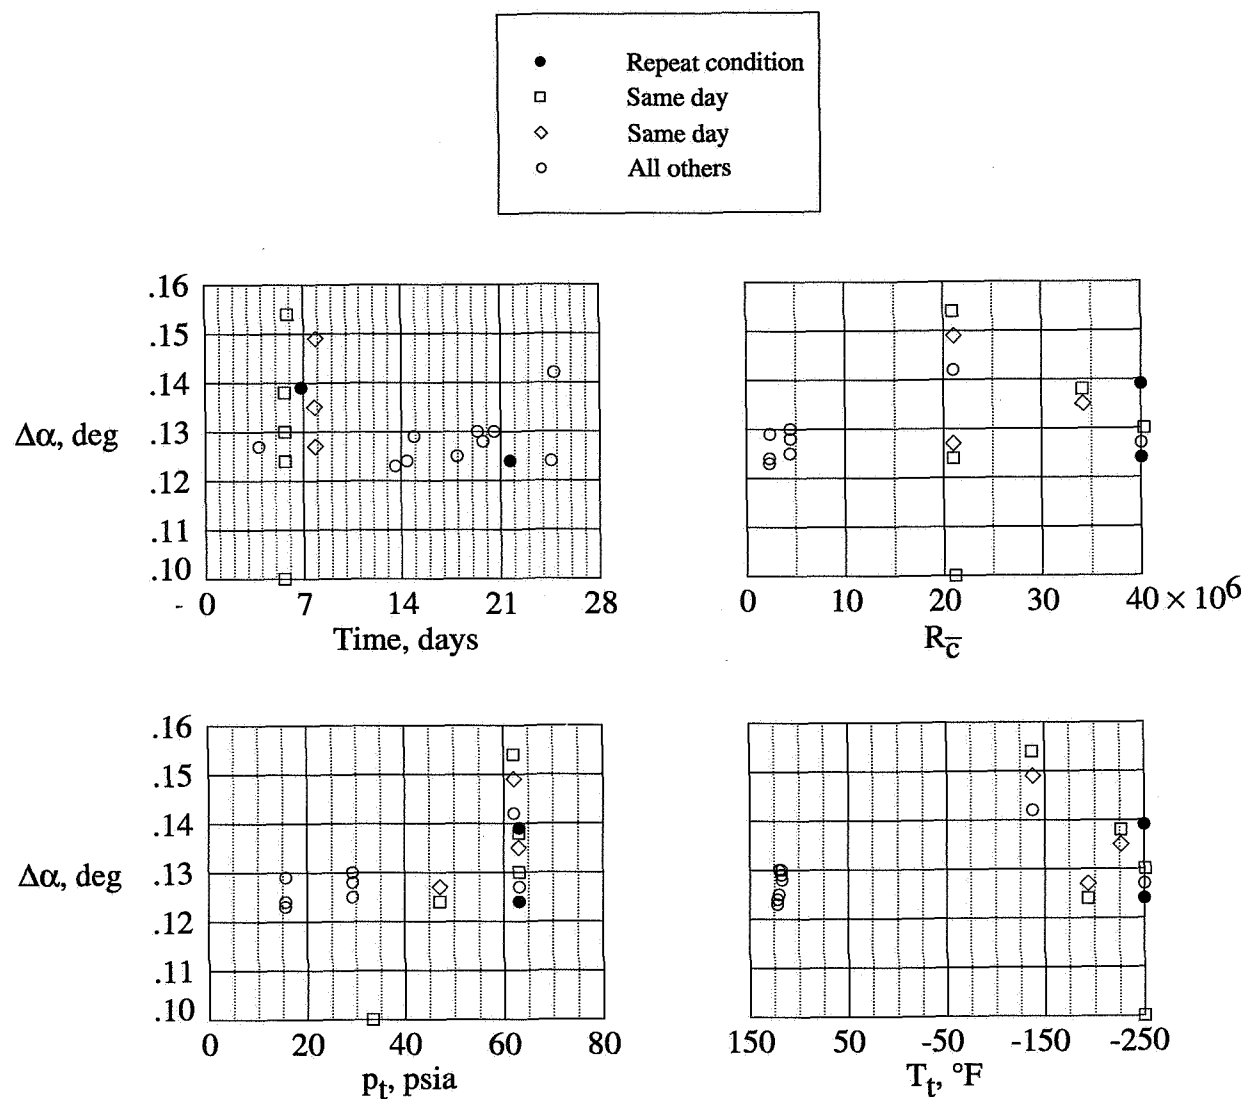 Repeat condition
Same day
Same day
All others
.16
.15
.14
.13
.12
.11
.10
Δα, deg
- 0 7 14 21 28
Time, days
0 10 20 30 40 × 10⁶
R_c̅
.16
.15
.14
.13
.12
.11
.10
Δα, deg
0 20 40 60 80
pₜ, psia
150 50 -50 -150 -250
Tₜ, °F